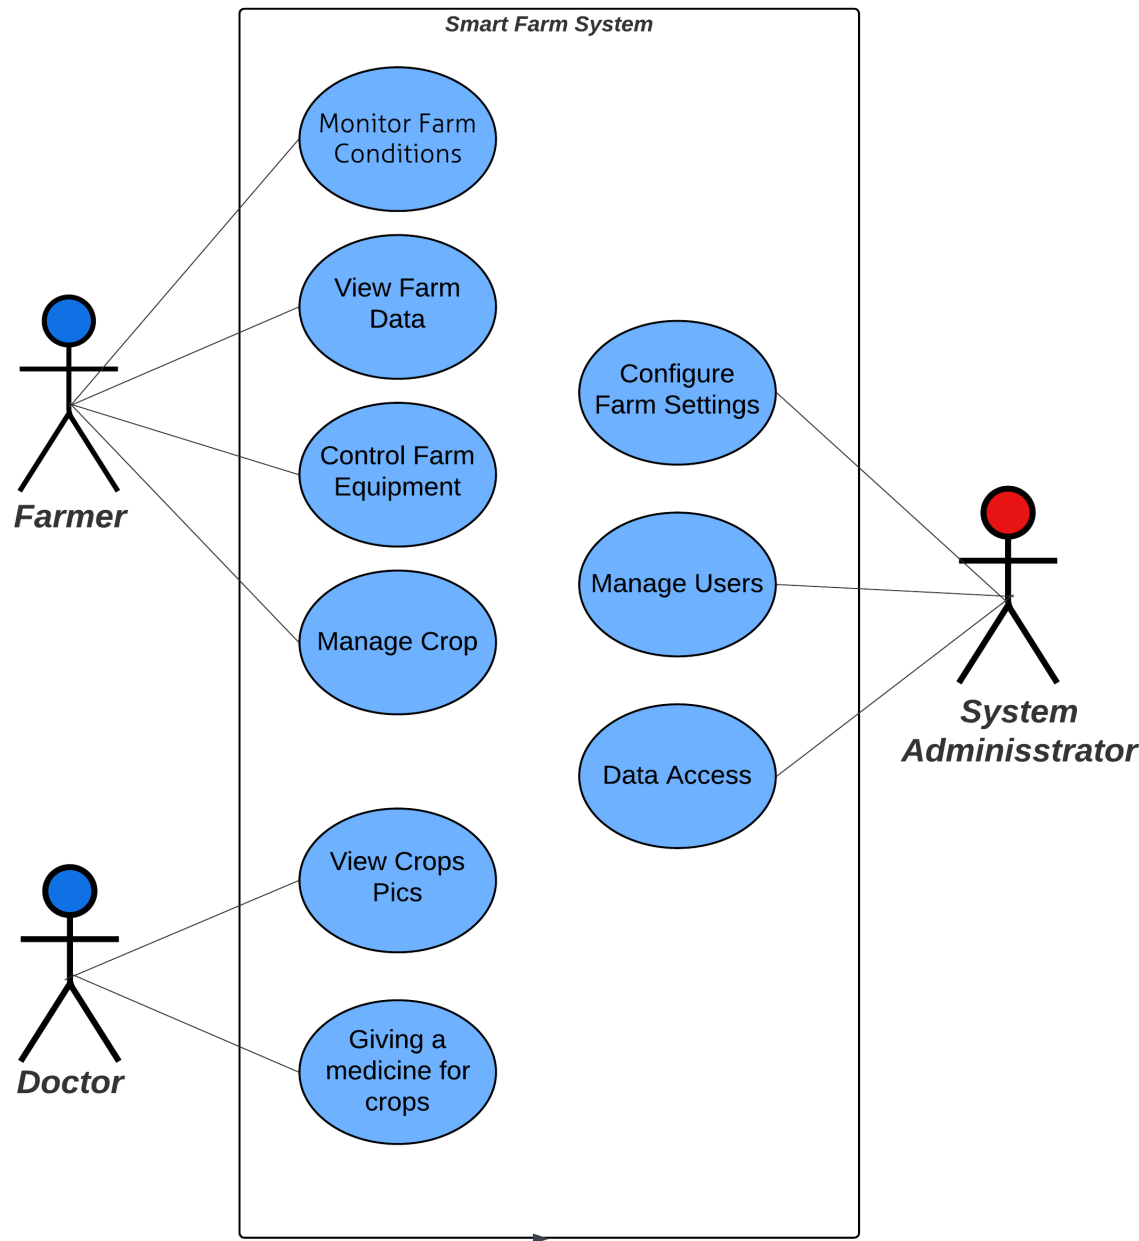 Smart Farm System
Monitor Farm
Conditions
View Farm
Data
Control Farm
Equipment
Manage Crop
Farmer
Configure
Farm Settings
Manage Users
Data Access
System
Adminisstrator
View Crops
Pics
Giving a
medicine for
crops
Doctor